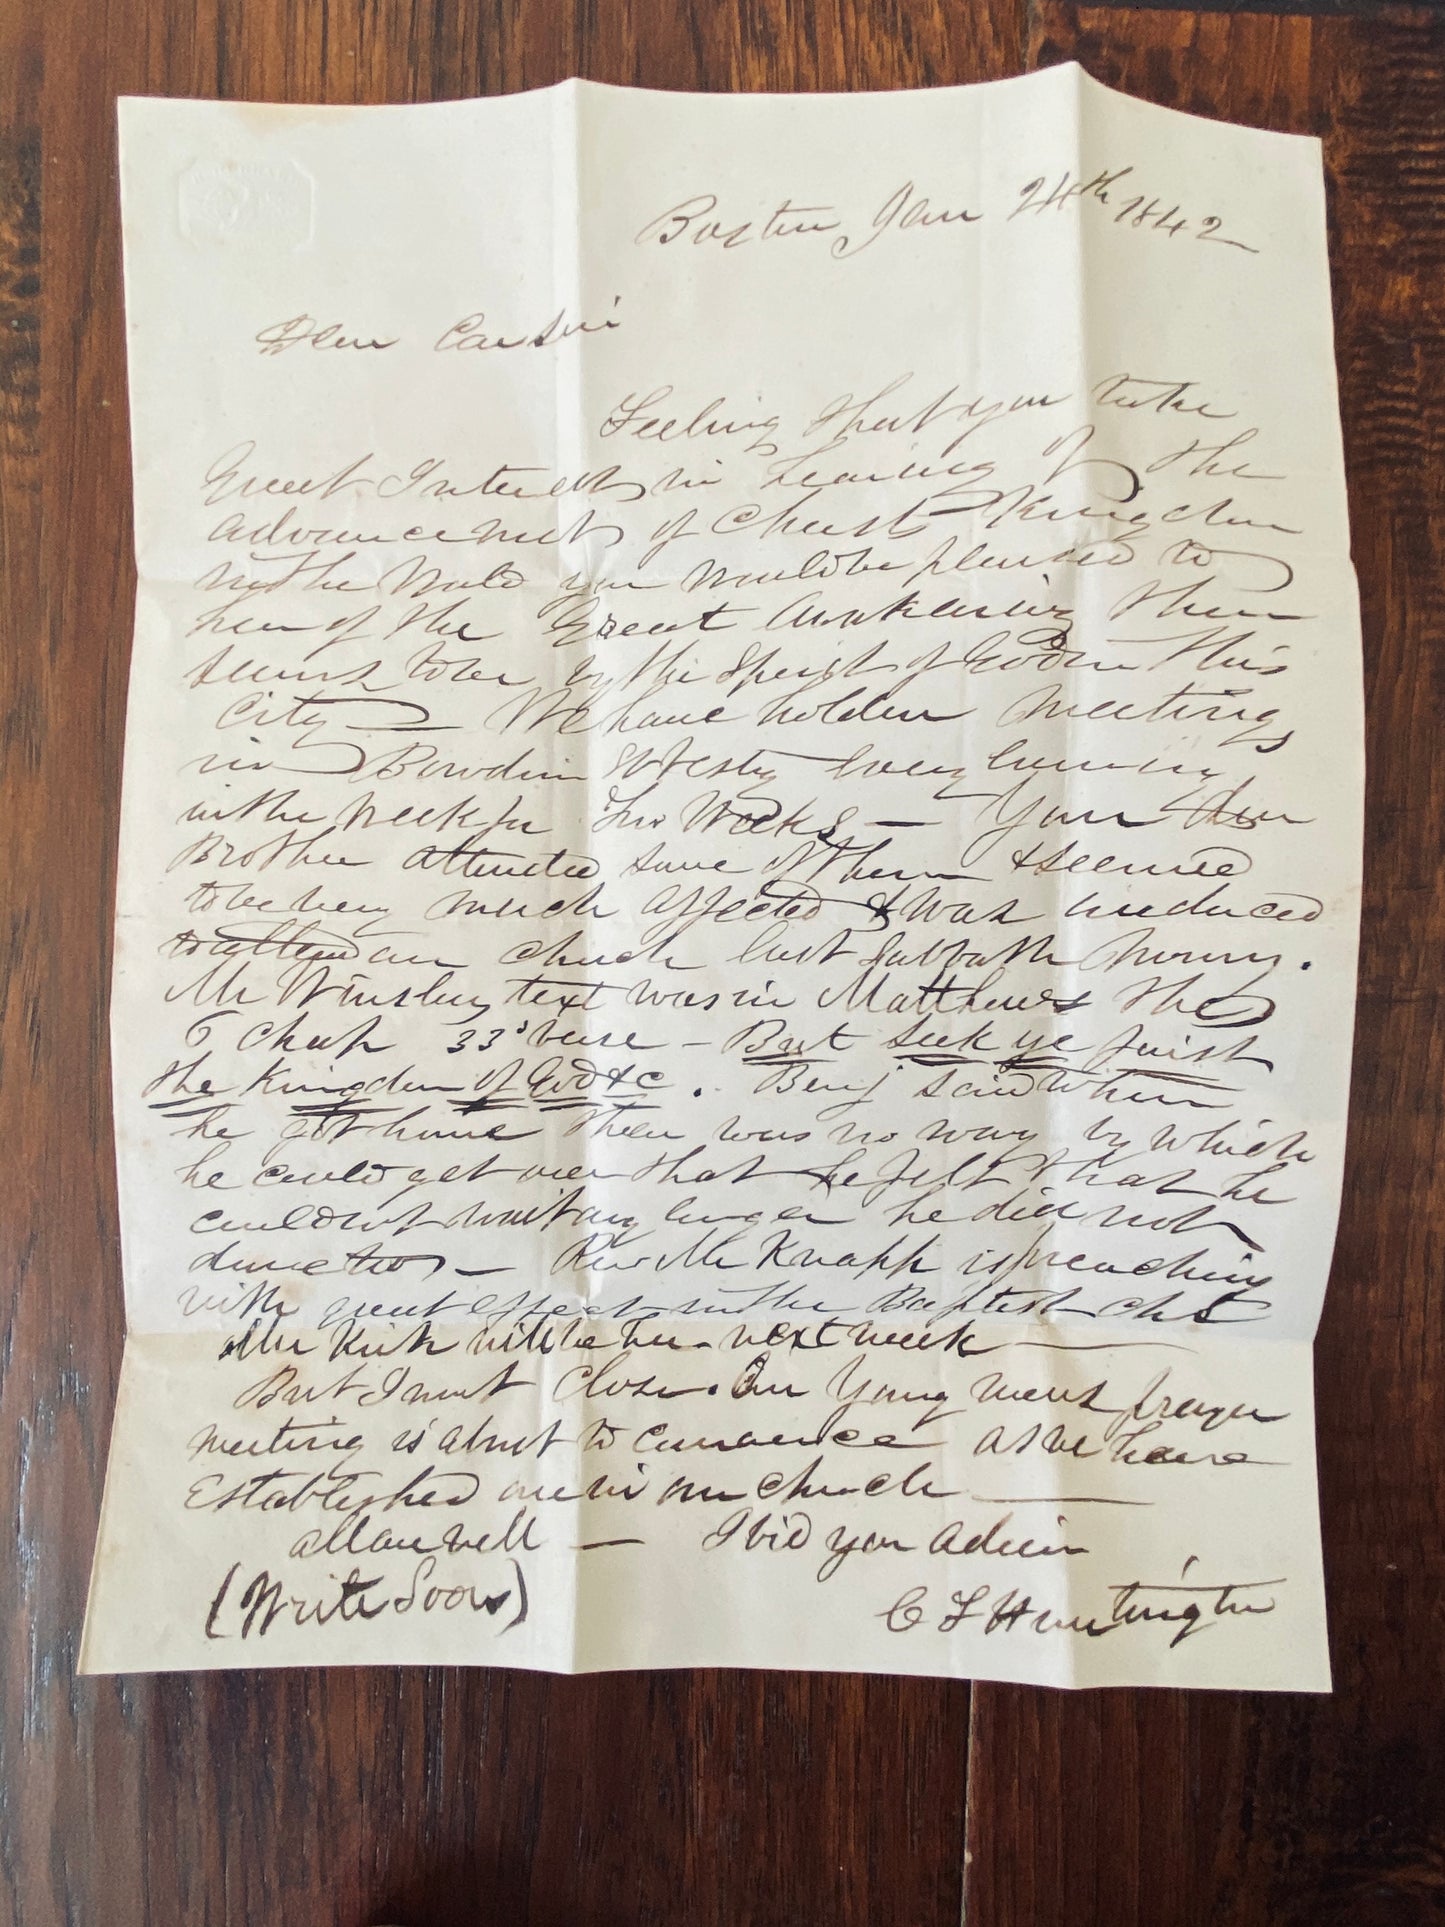 Boston Jan 24th 1842
Dear Cousin
Feeling that you take
Great Interest in hearing of the
advancement of Christs Kingdom
in the World you would be pleased to
hear of the Great Awakening there
seems to be by the Spirit of God in this
City — We have holden Meetings
in Bowdoin St Vestry Every Evening
in the Week for Two Weeks — Your Dear
Brother attended some of them & seemed
to be very much affected & was induced
to attend our Church last Sabbath Morng.
Mr Winslow text was in Matthews the
6 Chap 33d verse — But seek ye first
the Kingdom of God &c. Benj said when
he got home there was no way by which
he could get over that he felt that he
could not wait any longer he did not
dare to — Rev Mr Knapp is preaching
with great effect in the Baptist Chs
Mr Kirk will be here next week —
But I must Close. Our Young mens prayer
meeting is about to commence as we have
Established one in our Church —
All are well — I bid you adieu
(Write Soon)
C F Huntington